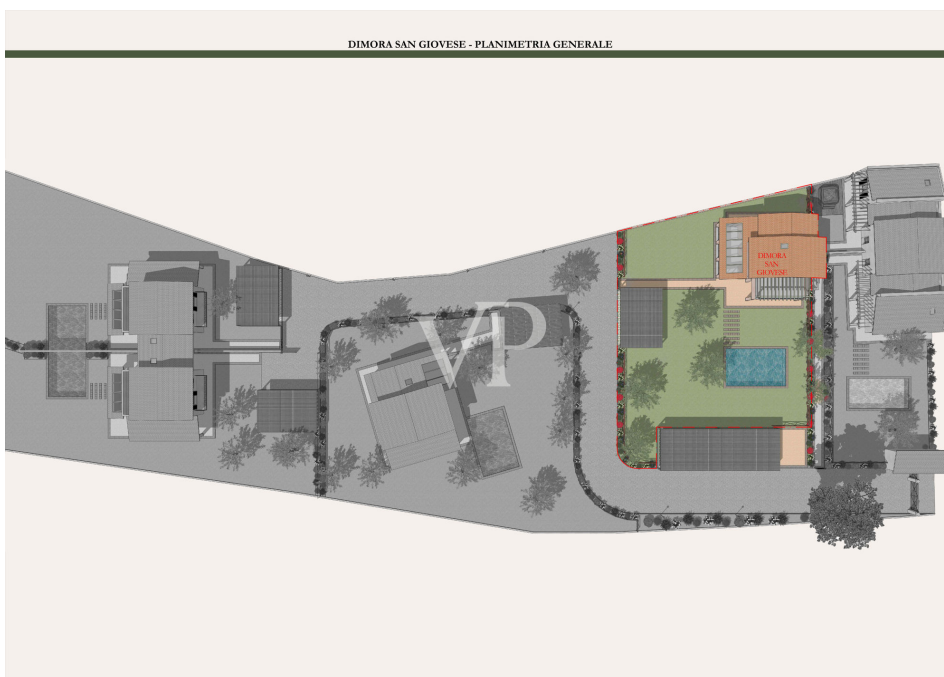 DIMORA SAN GIOVESE - PLANIMETRIA GENERALE
DIMORA
SAN
GIOVESE
VP